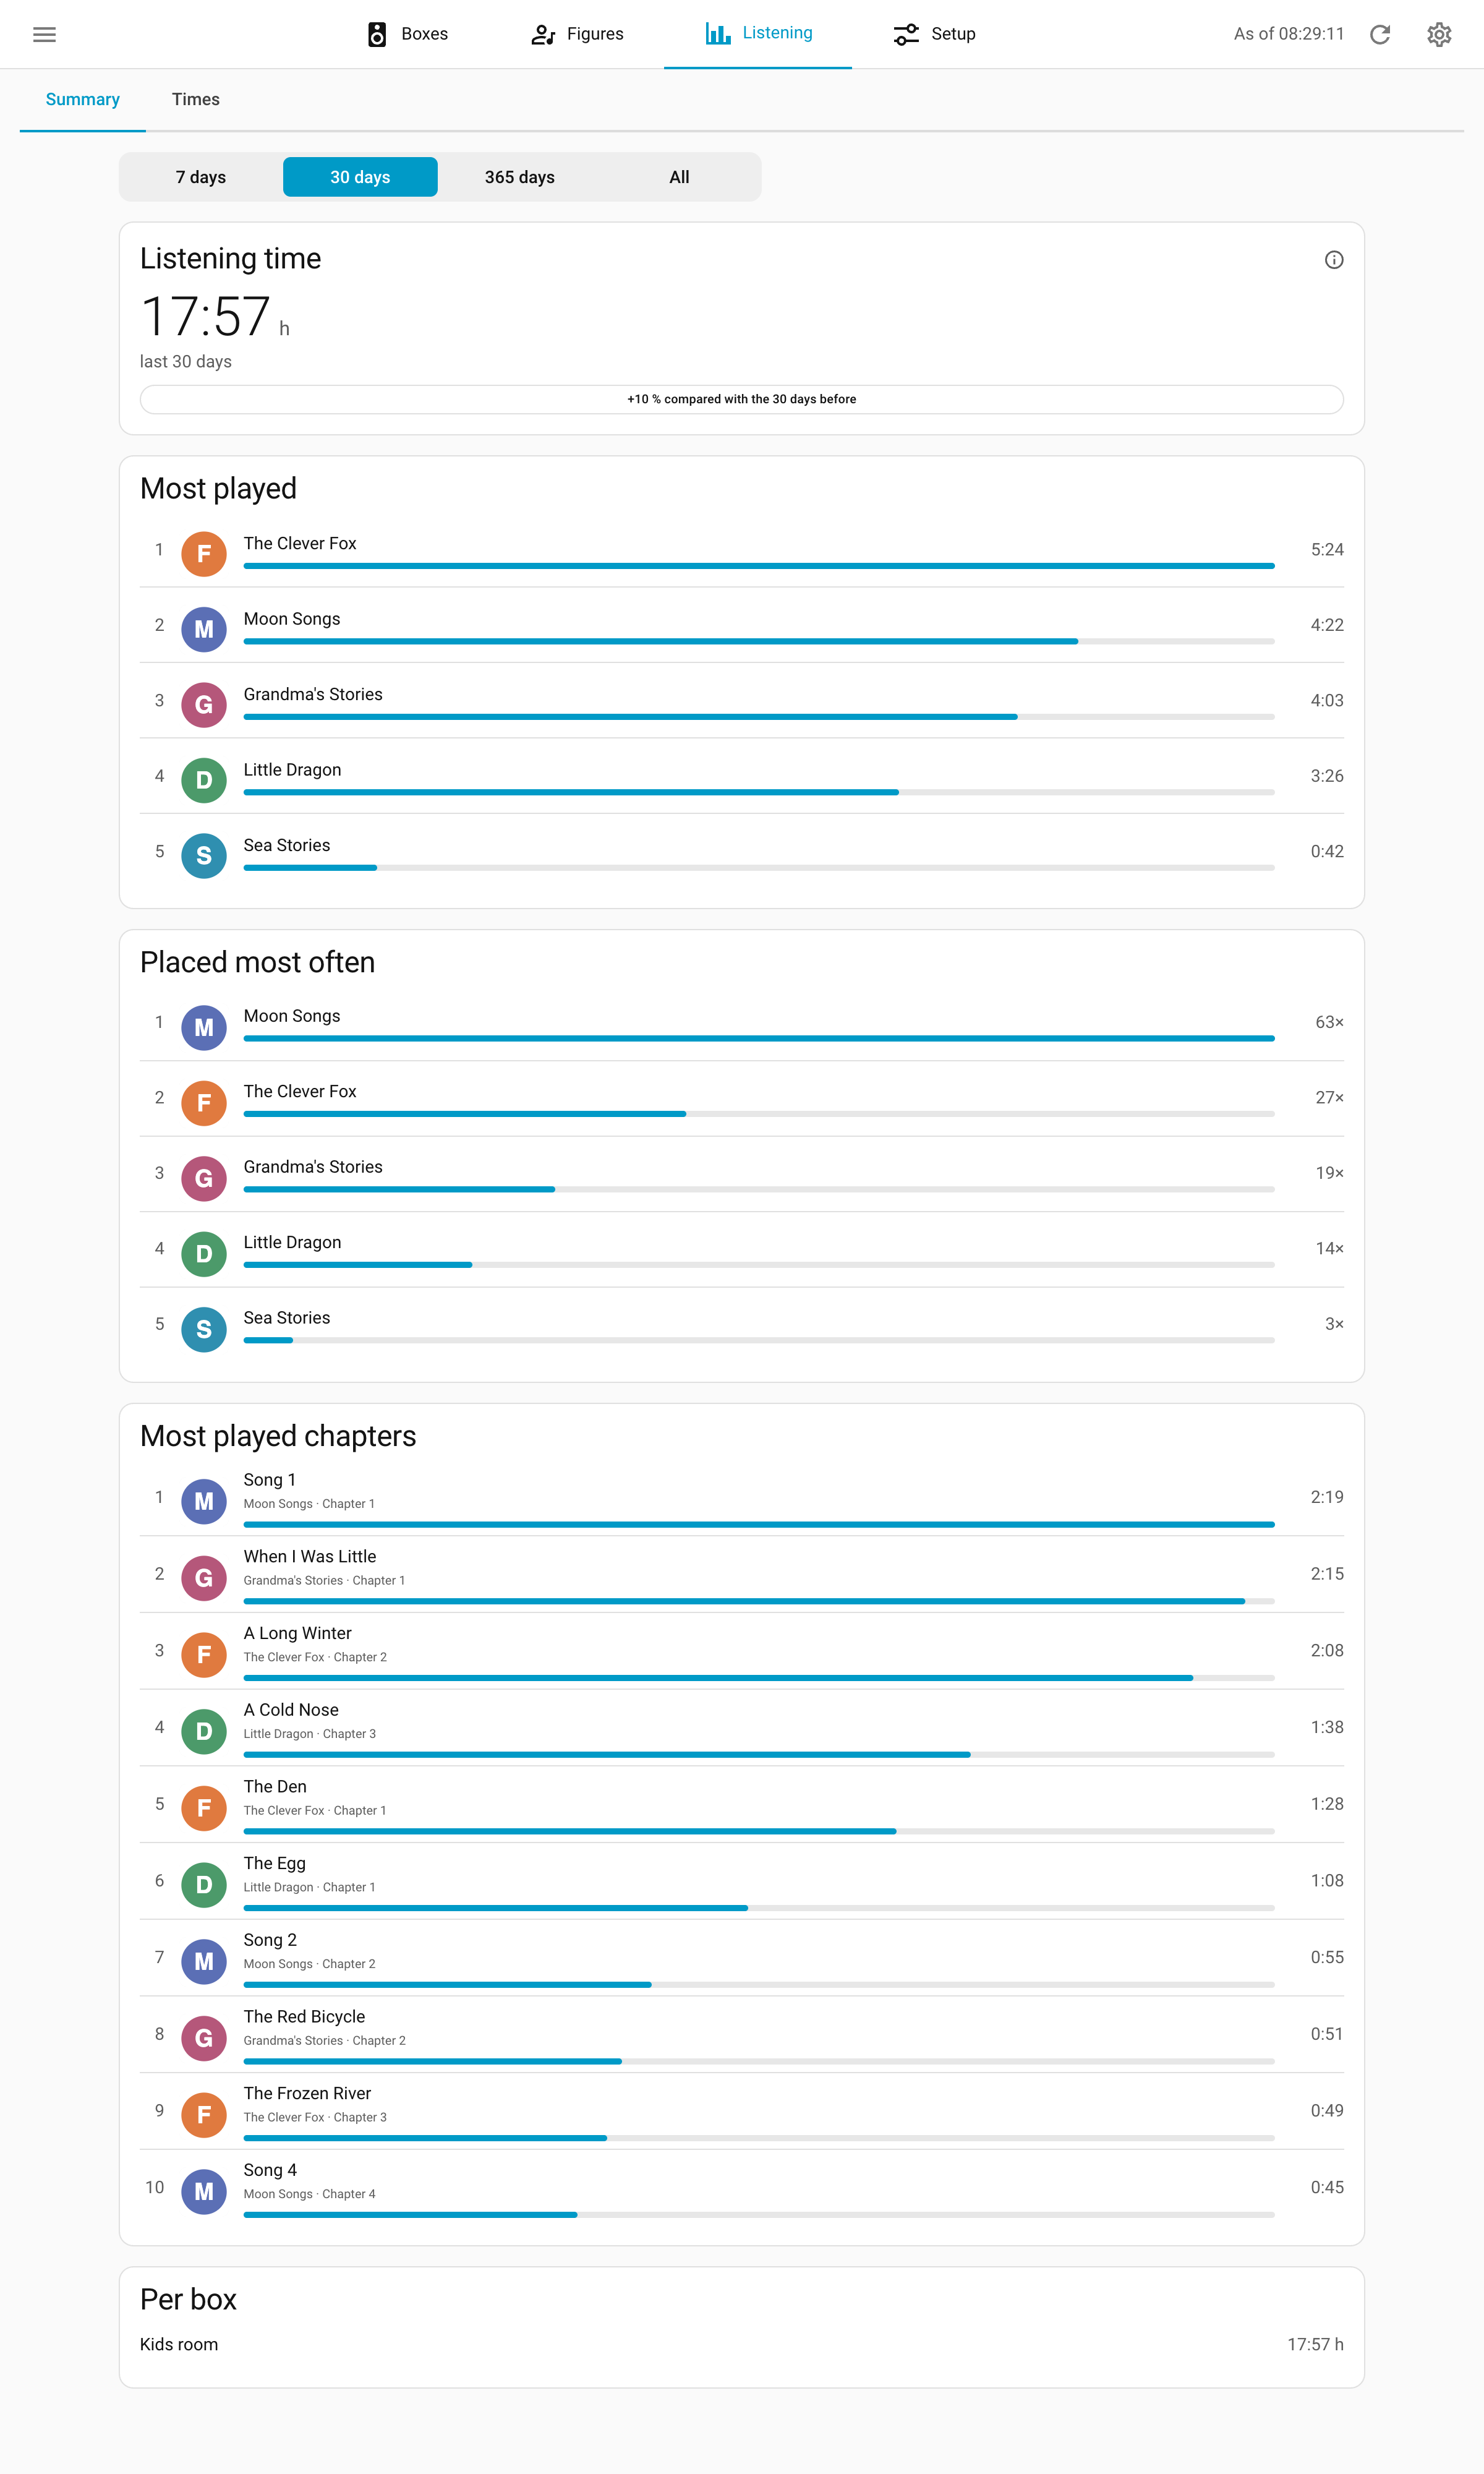 Boxes
Figures
Listening
Setup
As of 08:29:11
Summary
Times
7 days
30 days
365 days
All
Listening time
17:57 h
last 30 days
+10 % compared with the 30 days before
Most played
1 F The Clever Fox 5:24
2 M Moon Songs 4:22
3 G Grandma's Stories 4:03
4 D Little Dragon 3:26
5 S Sea Stories 0:42
Placed most often
1 M Moon Songs 63×
2 F The Clever Fox 27×
3 G Grandma's Stories 19×
4 D Little Dragon 14×
5 S Sea Stories 3×
Most played chapters
1 M Song 1 2:19
Moon Songs · Chapter 1
2 G When I Was Little 2:15
Grandma's Stories · Chapter 1
3 F A Long Winter 2:08
The Clever Fox · Chapter 2
4 D A Cold Nose 1:38
Little Dragon · Chapter 3
5 F The Den 1:28
The Clever Fox · Chapter 1
6 D The Egg 1:08
Little Dragon · Chapter 1
7 M Song 2 0:55
Moon Songs · Chapter 2
8 G The Red Bicycle 0:51
Grandma's Stories · Chapter 2
9 F The Frozen River 0:49
The Clever Fox · Chapter 3
10 M Song 4 0:45
Moon Songs · Chapter 4
Per box
Kids room 17:57 h